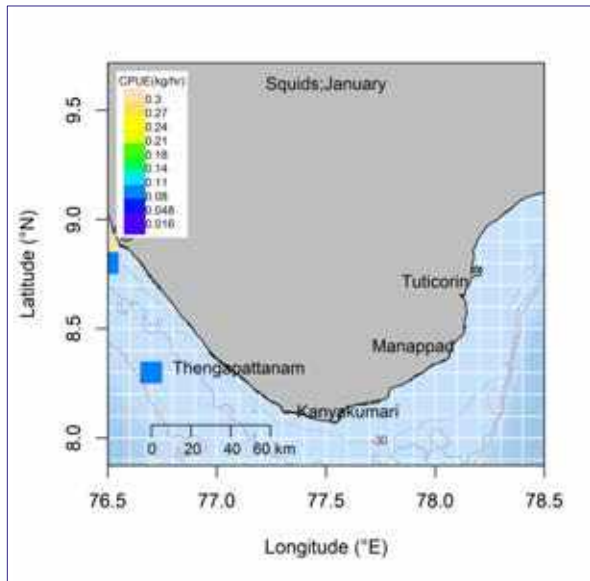 CPUE(kg/hr)
0.3
0.27
0.24
0.21
0.18
0.14
0.11
0.08
0.048
0.016
Squids;January
Tuticorin
Manappad
Thengapattanam
Kanyakumari
-30
0 20 40 60 km
9.5
9.0
8.5
8.0
Latitude (°N)
76.5 77.0 77.5 78.0 78.5
Longitude (°E)